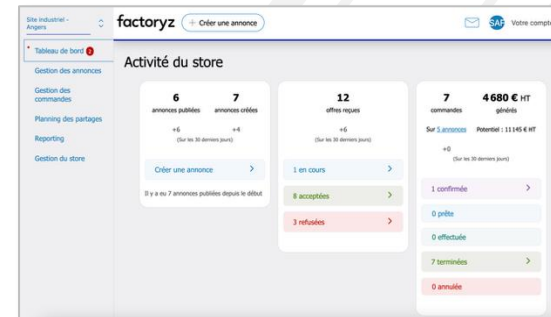 Site industriel -
Angers
factoryz
+ Créer une annonce
SAF
Votre compte
Tableau de bord 2
Gestion des annonces
Gestion des
commandes
Planning des partages
Reporting
Gestion du store
Activité du store
6
annonces publiées
7
annonces créées
+6
+4
(Sur les 30 derniers jours)
Créer une annonce
Il y a eu 7 annonces publiées depuis le début
12
offres reçues
+6
(Sur les 30 derniers jours)
1 en cours
8 acceptées
3 refusées
7
commandes
4 680 € HT
générés
Sur 5 annonces
Potentiel : 11 145 € HT
+0
(Sur les 30 derniers jours)
1 confirmée
0 prête
0 effectuée
7 terminées
0 annulée